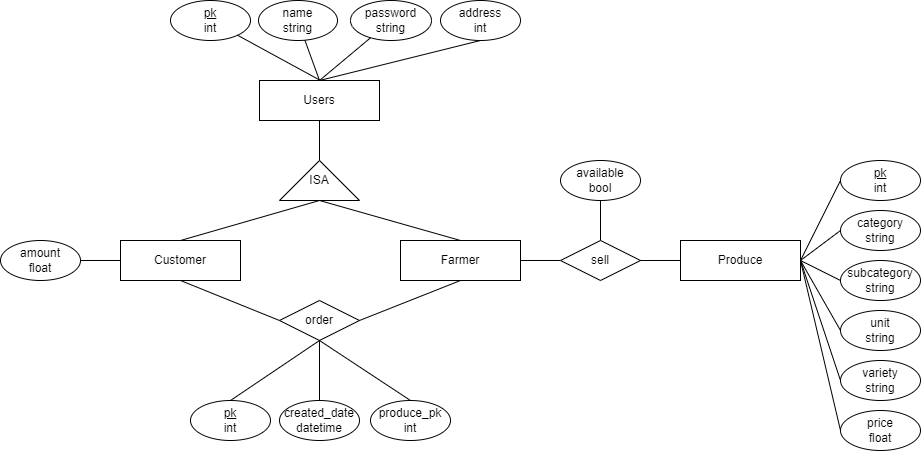 pk
int
name
string
password
string
address
int
Users
ISA
available
bool
pk
int
category
string
amount
float
Customer
Farmer
sell
Produce
subcategory
string
order
unit
string
variety
string
pk
int
created_date
datetime
produce_pk
int
price
float